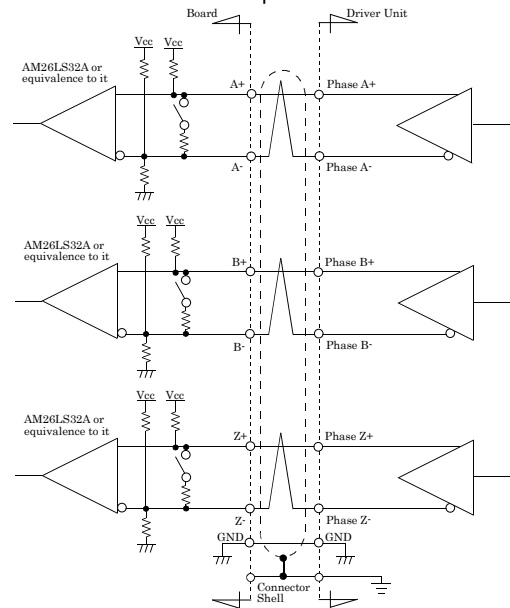 Board Driver Unit
Vcc Vcc
AM26LS32A or
equivalence to it
A+ Phase A+
A- Phase A-
Vcc Vcc
AM26LS32A or
equivalence to it
B+ Phase B+
B- Phase B-
Vcc Vcc
AM26LS32A or
equivalence to it
Z+ Phase Z+
Z- Phase Z-
GND GND
Connector
Shell